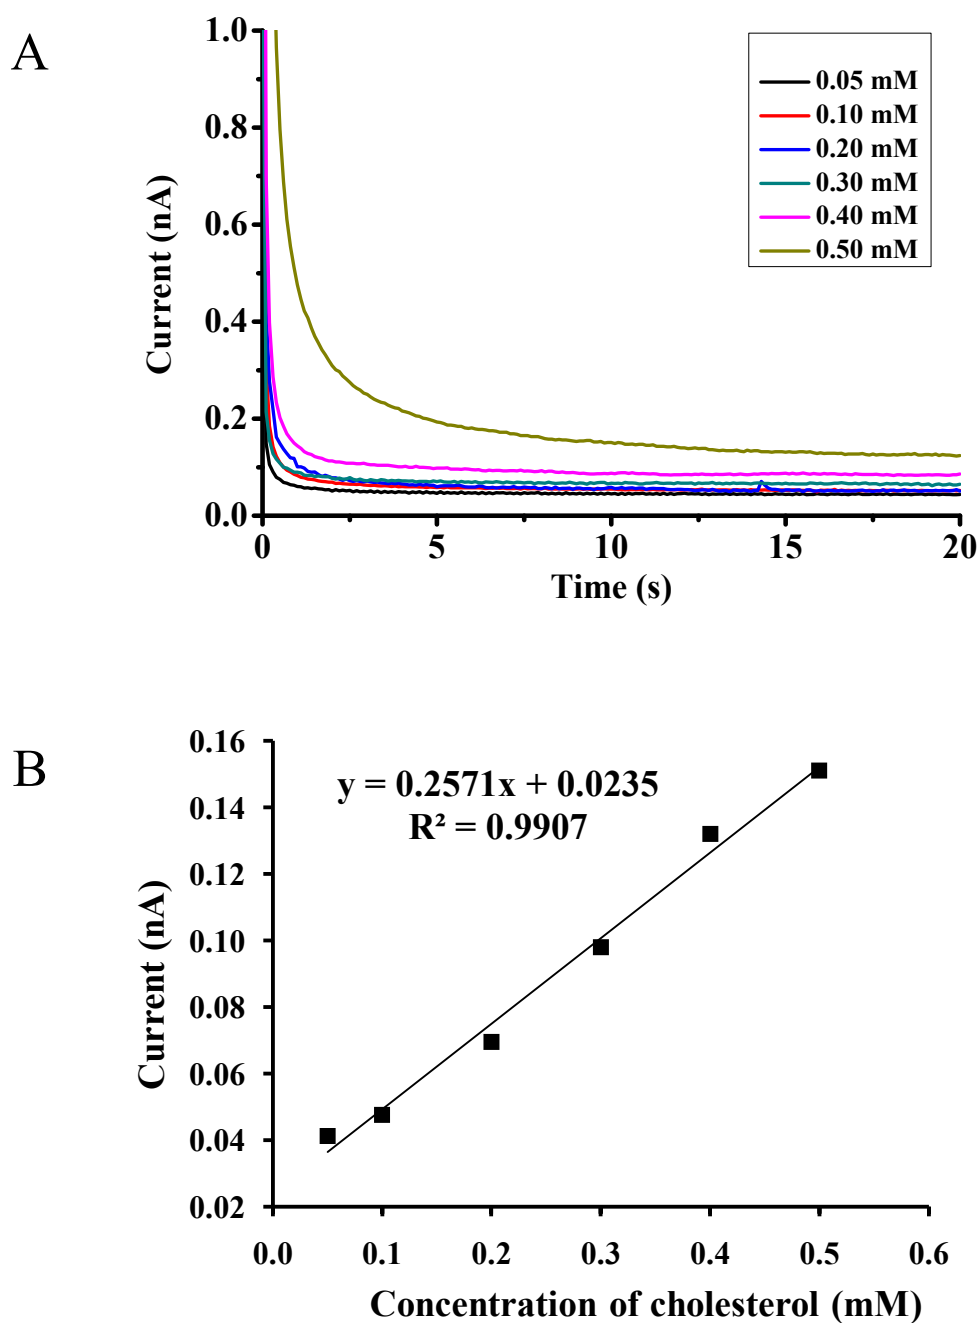 A
1.0
0.8
0.6
0.4
0.2
0.0
Current (nA)
0.05 mM
0.10 mM
0.20 mM
0.30 mM
0.40 mM
0.50 mM
0 5 10 15 20
Time (s)
B
0.16
0.14
0.12
0.10
0.08
0.06
0.04
0.02
Current (nA)
y = 0.2571x + 0.0235
R² = 0.9907
0.0 0.1 0.2 0.3 0.4 0.5 0.6
Concentration of cholesterol (mM)